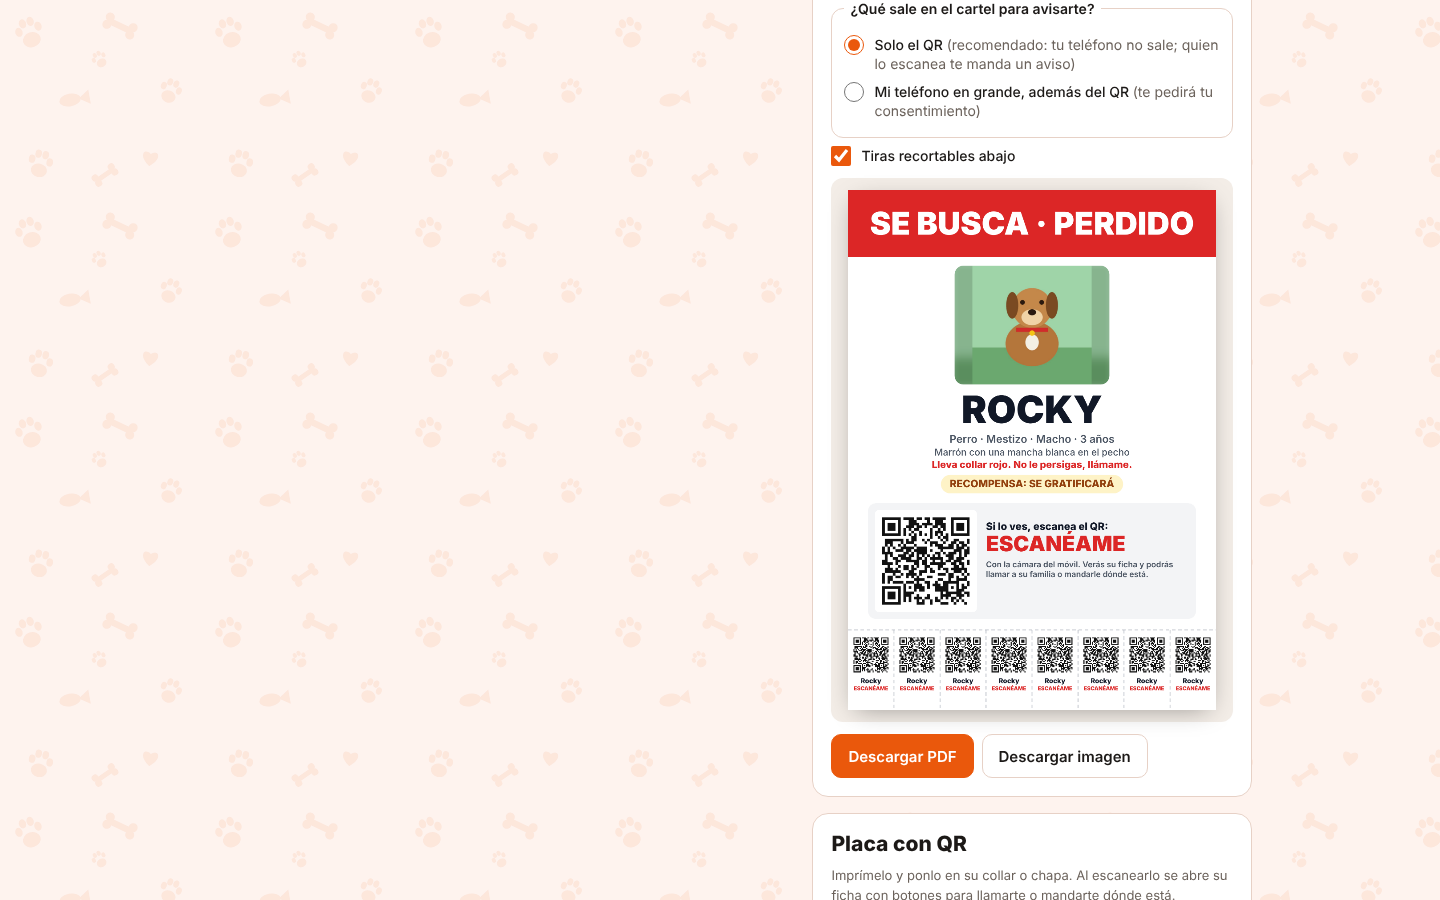 ¿Qué sale en el cartel para avisarte?
Solo el QR (recomendado: tu teléfono no sale; quien
lo escanea te manda un aviso)
Mi teléfono en grande, además del QR (te pedirá tu
consentimiento)
Tiras recortables abajo
SE BUSCA · PERDIDO
ROCKY
Perro · Mestizo · Macho · 3 años
Marrón con una mancha blanca en el pecho
Lleva collar rojo. No le persigas, llámame.
RECOMPENSA: SE GRATIFICARÁ
Si lo ves, escanea el QR:
ESCANÉAME
Con la cámara del móvil. Verás su ficha y podrás
llamar a su familia o mandarle dónde está.
Rocky Rocky Rocky Rocky Rocky Rocky Rocky Rocky
ESCANÉAME ESCANÉAME ESCANÉAME ESCANÉAME ESCANÉAME ESCANÉAME ESCANÉAME ESCANÉAME
Descargar PDF Descargar imagen
Placa con QR
Imprímelo y ponlo en su collar o chapa. Al escanearlo se abre su
ficha con botones para llamarte o mandarte dónde está.